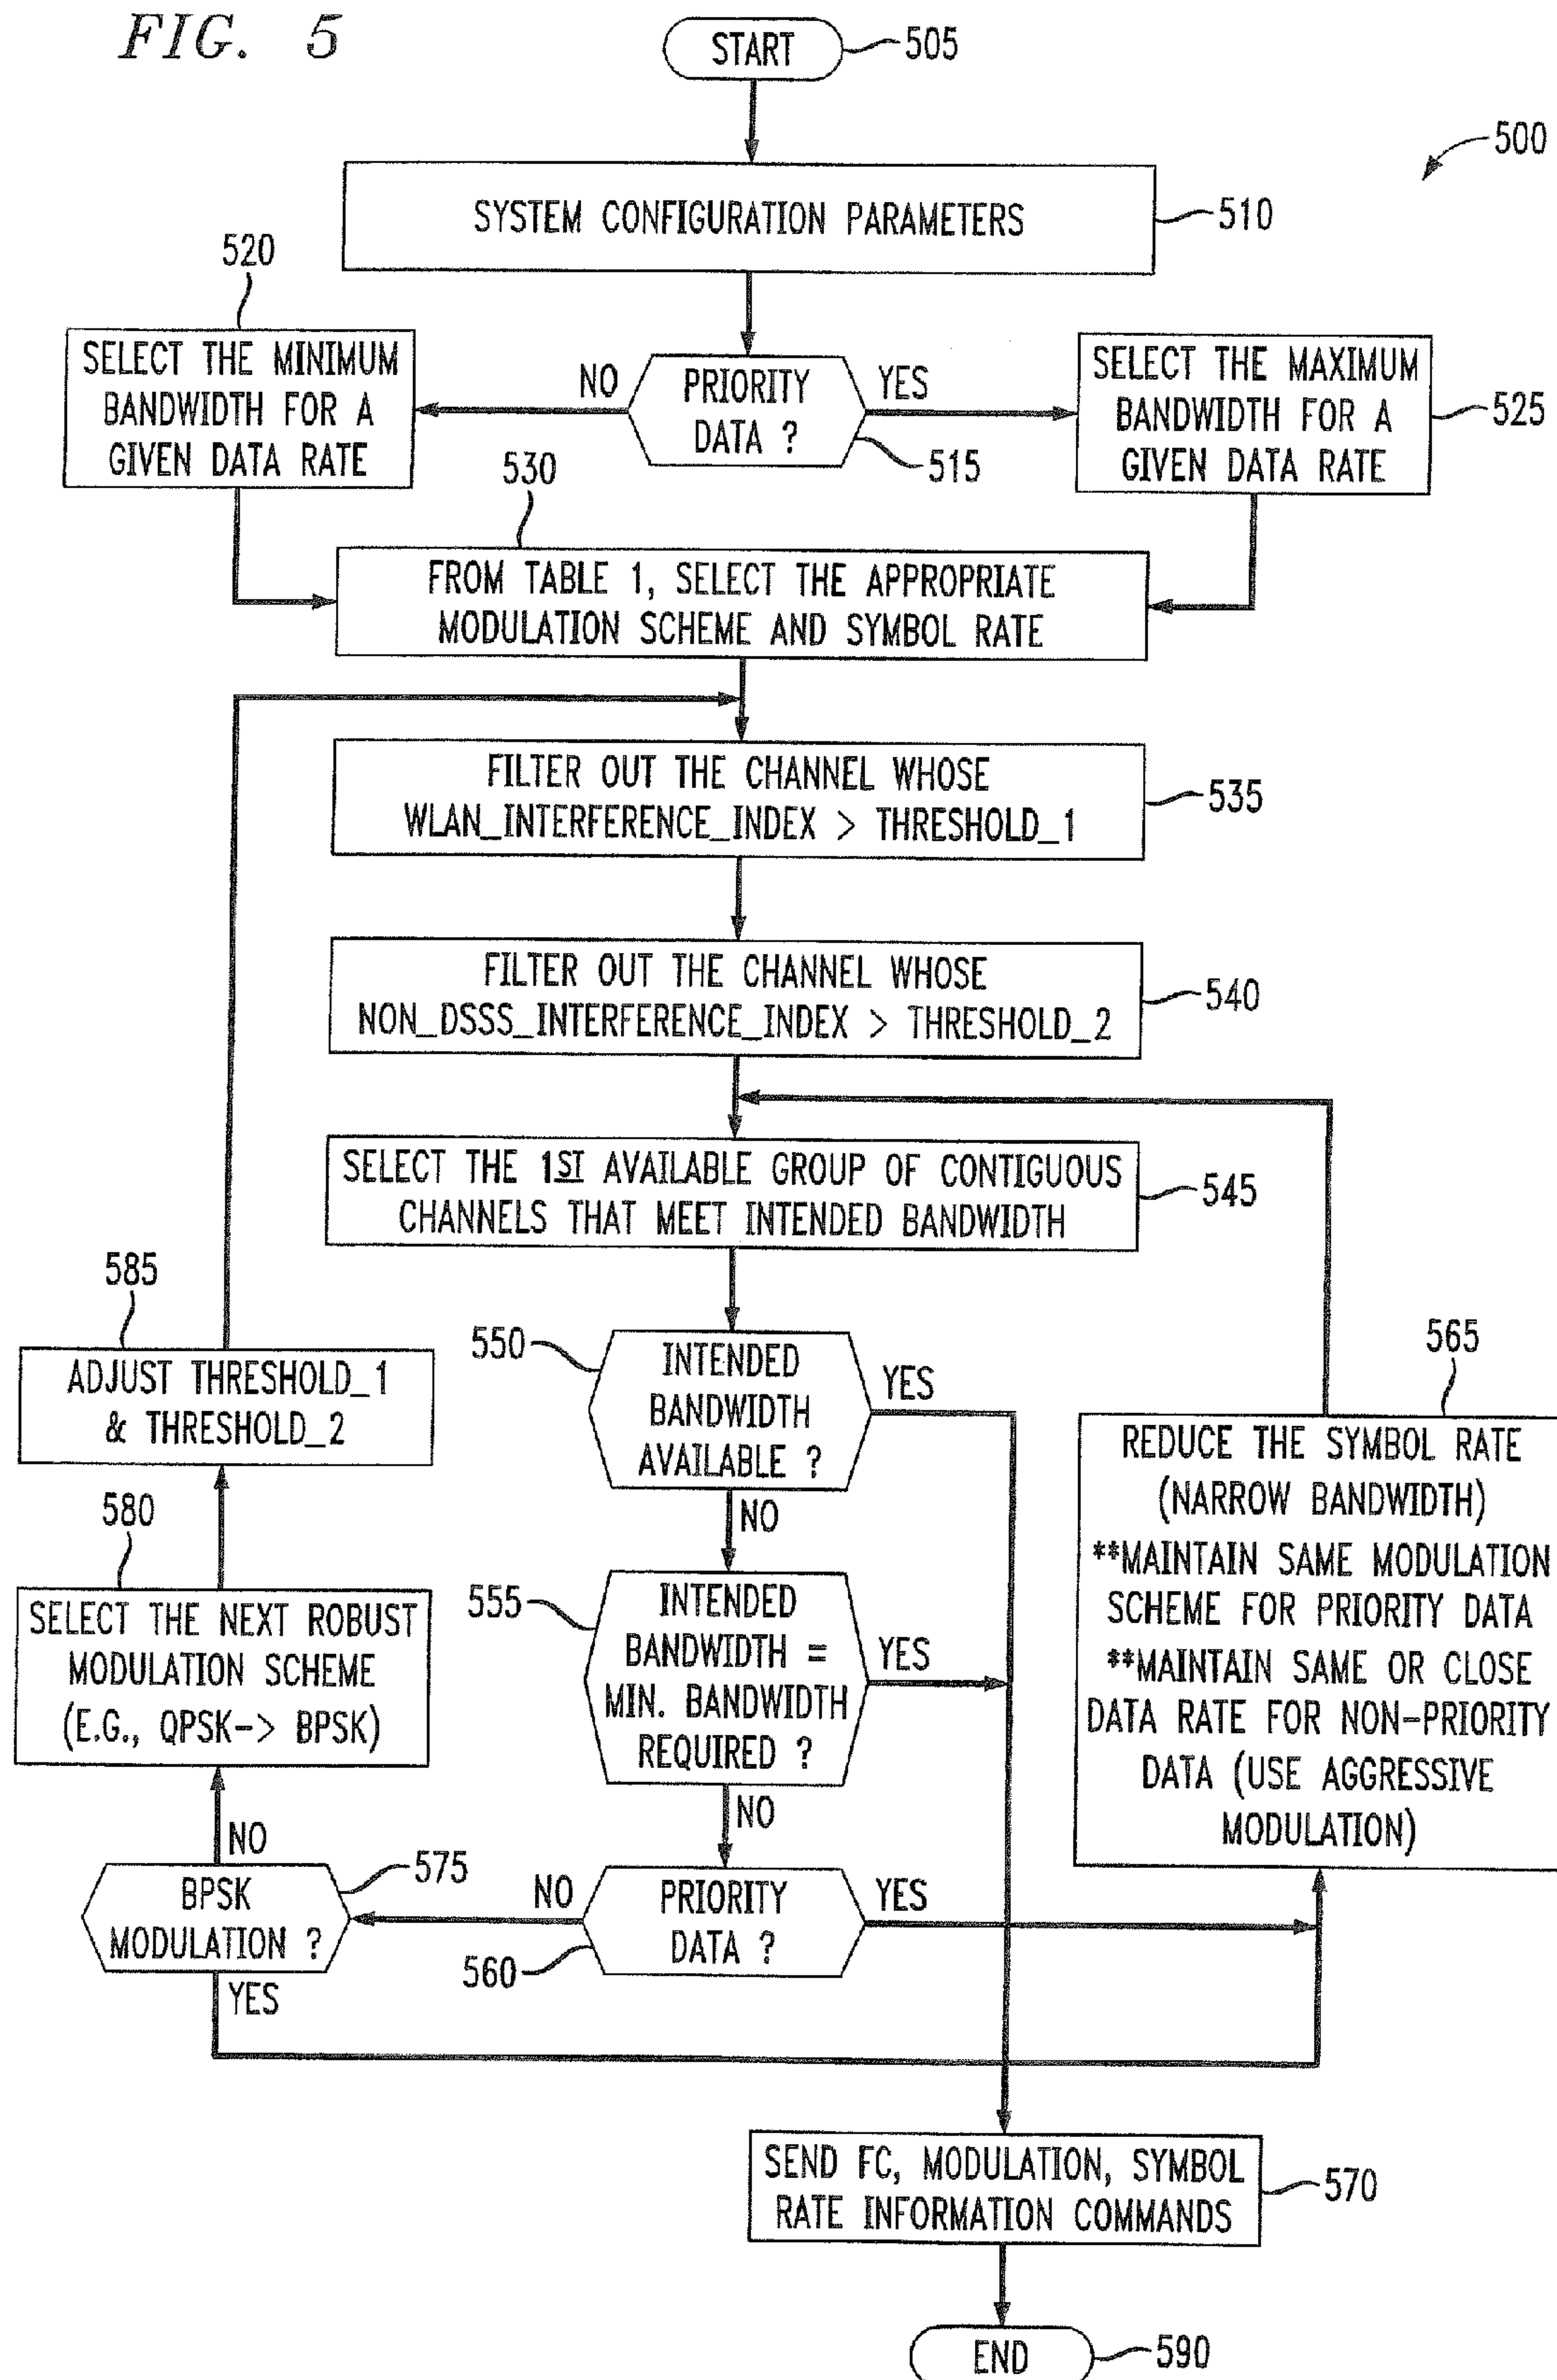 FIG. 5
START
505
500
SYSTEM CONFIGURATION PARAMETERS
510
520
SELECT THE MINIMUM
BANDWIDTH FOR A
GIVEN DATA RATE
NO
PRIORITY
DATA ?
YES
515
SELECT THE MAXIMUM
BANDWIDTH FOR A
GIVEN DATA RATE
525
530
FROM TABLE 1, SELECT THE APPROPRIATE
MODULATION SCHEME AND SYMBOL RATE
FILTER OUT THE CHANNEL WHOSE
WLAN_INTERFERENCE_INDEX > THRESHOLD_1
535
FILTER OUT THE CHANNEL WHOSE
NON_DSSS_INTERFERENCE_INDEX > THRESHOLD_2
540
SELECT THE 1ST AVAILABLE GROUP OF CONTIGUOUS
CHANNELS THAT MEET INTENDED BANDWIDTH
545
585
ADJUST THRESHOLD_1
& THRESHOLD_2
550
INTENDED
BANDWIDTH
AVAILABLE ?
YES
NO
565
REDUCE THE SYMBOL RATE
(NARROW BANDWIDTH)
**MAINTAIN SAME MODULATION
SCHEME FOR PRIORITY DATA
**MAINTAIN SAME OR CLOSE
DATA RATE FOR NON-PRIORITY
DATA (USE AGGRESSIVE
MODULATION)
580
SELECT THE NEXT ROBUST
MODULATION SCHEME
(E.G., QPSK-> BPSK)
555
INTENDED
BANDWIDTH =
MIN. BANDWIDTH
REQUIRED ?
YES
NO
NO
BPSK
MODULATION ?
575
YES
NO
PRIORITY
DATA ?
YES
560
SEND FC, MODULATION, SYMBOL
RATE INFORMATION COMMANDS
570
END
590